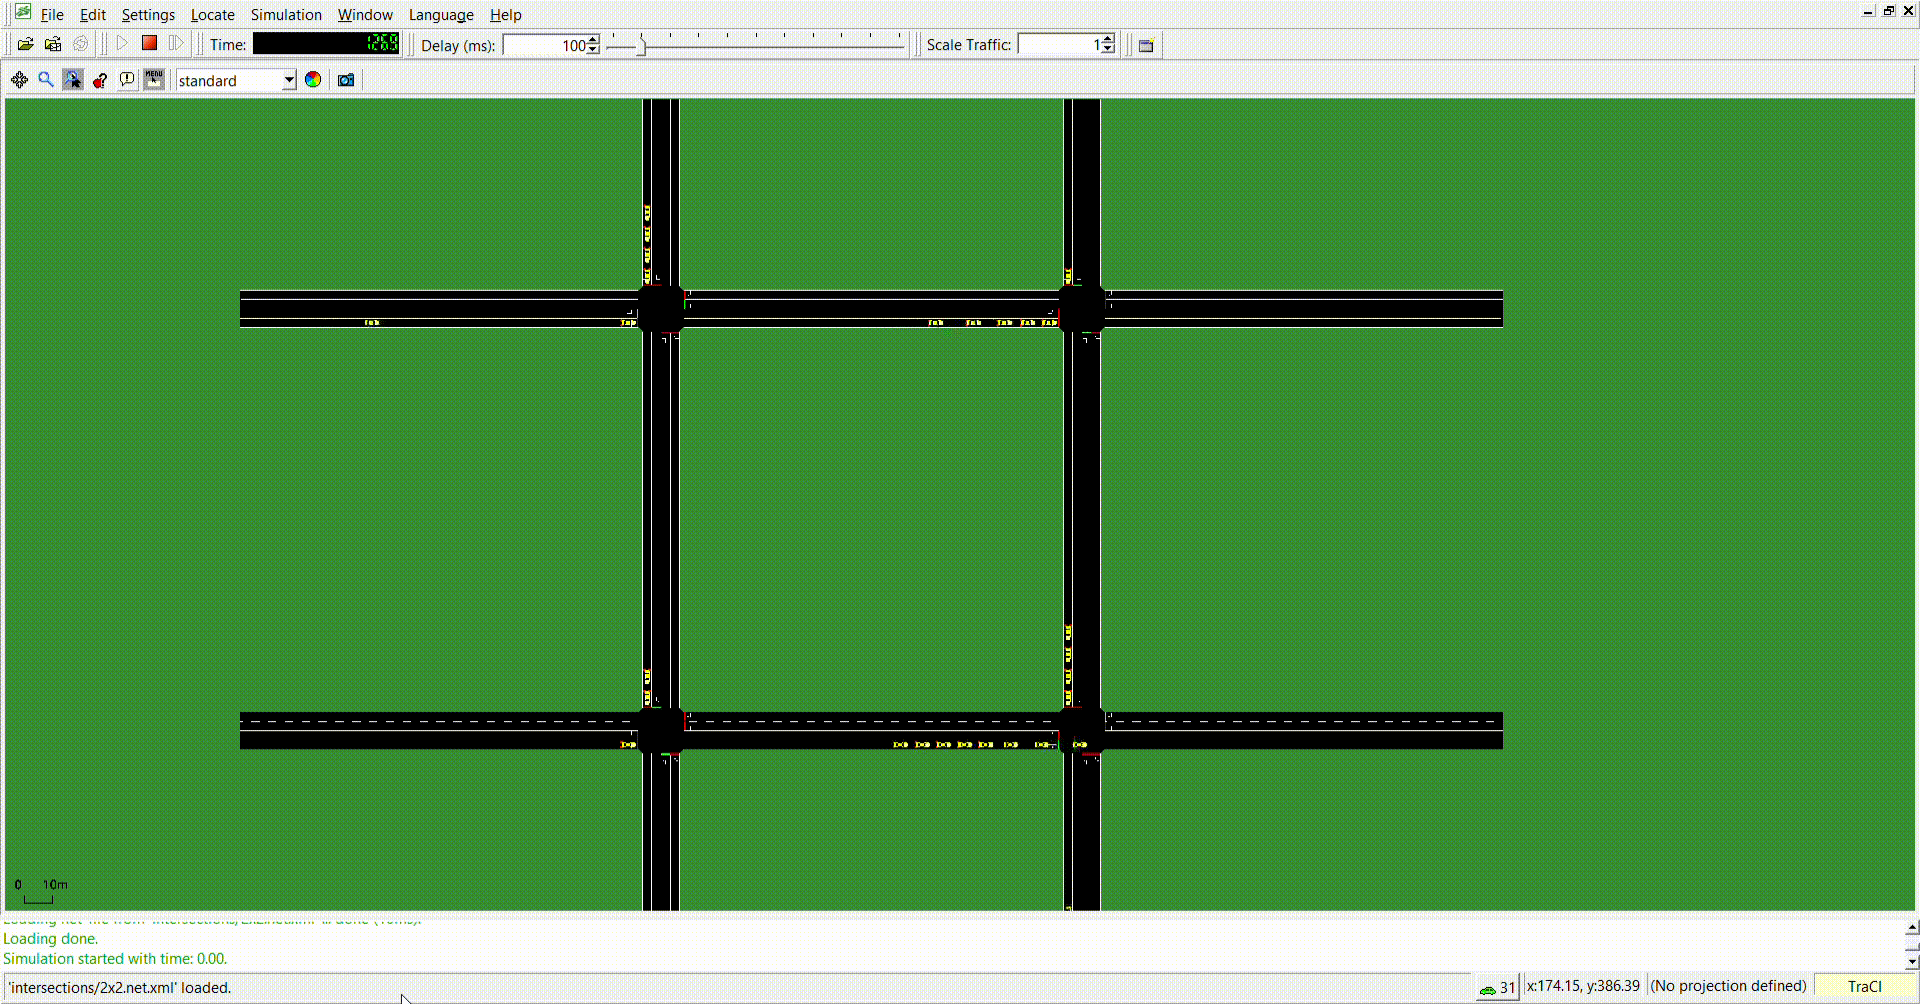 File Edit Settings Locate Simulation Window Language Help
Time: 1269 Delay (ms): 100 Scale Traffic: 1
MENU standard
0 10m
Loading done.
Simulation started with time: 0.00.
'intersections/2x2.net.xml' loaded. 31 x:174.15, y:386.39 (No projection defined) TraCI